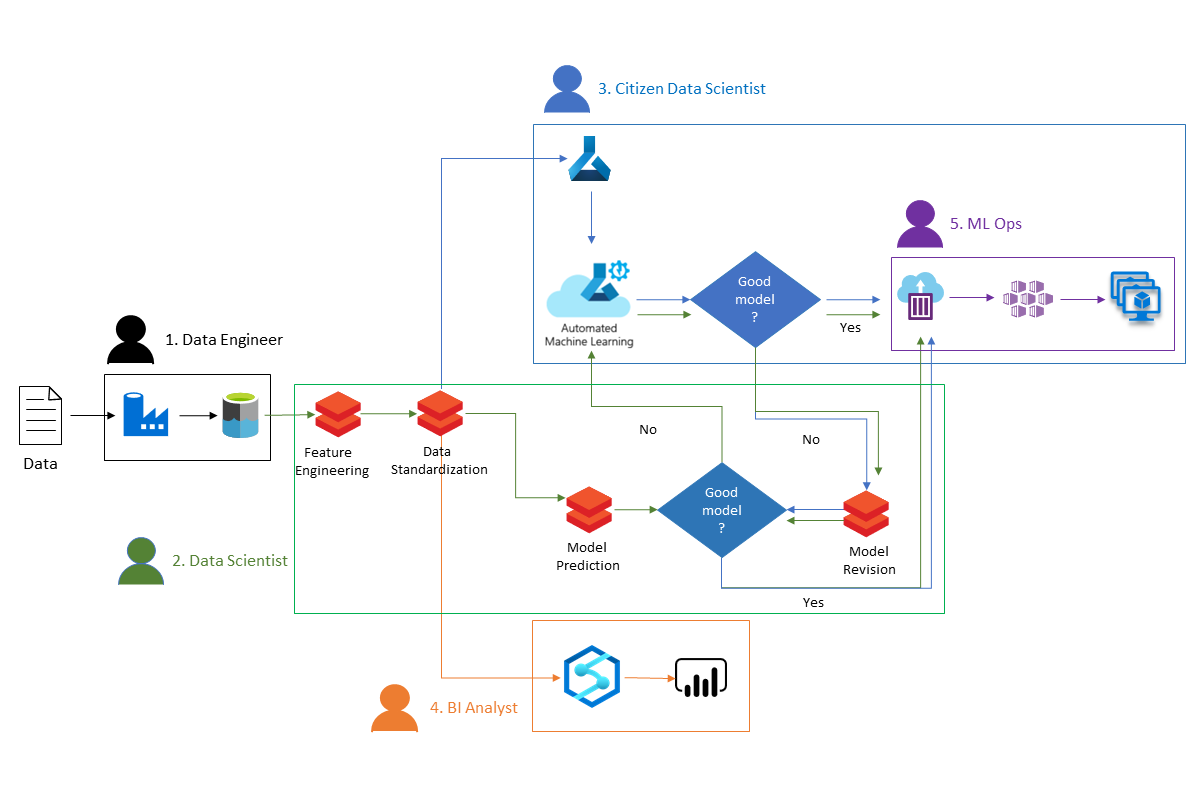 3. Citizen Data Scientist
5. ML Ops
Good
model
?
Yes
Automated
Machine Learning
1. Data Engineer
Data
Feature
Engineering
Data
Standardization
No
No
Good
model
?
Model
Prediction
Model
Revision
2. Data Scientist
Yes
4. BI Analyst